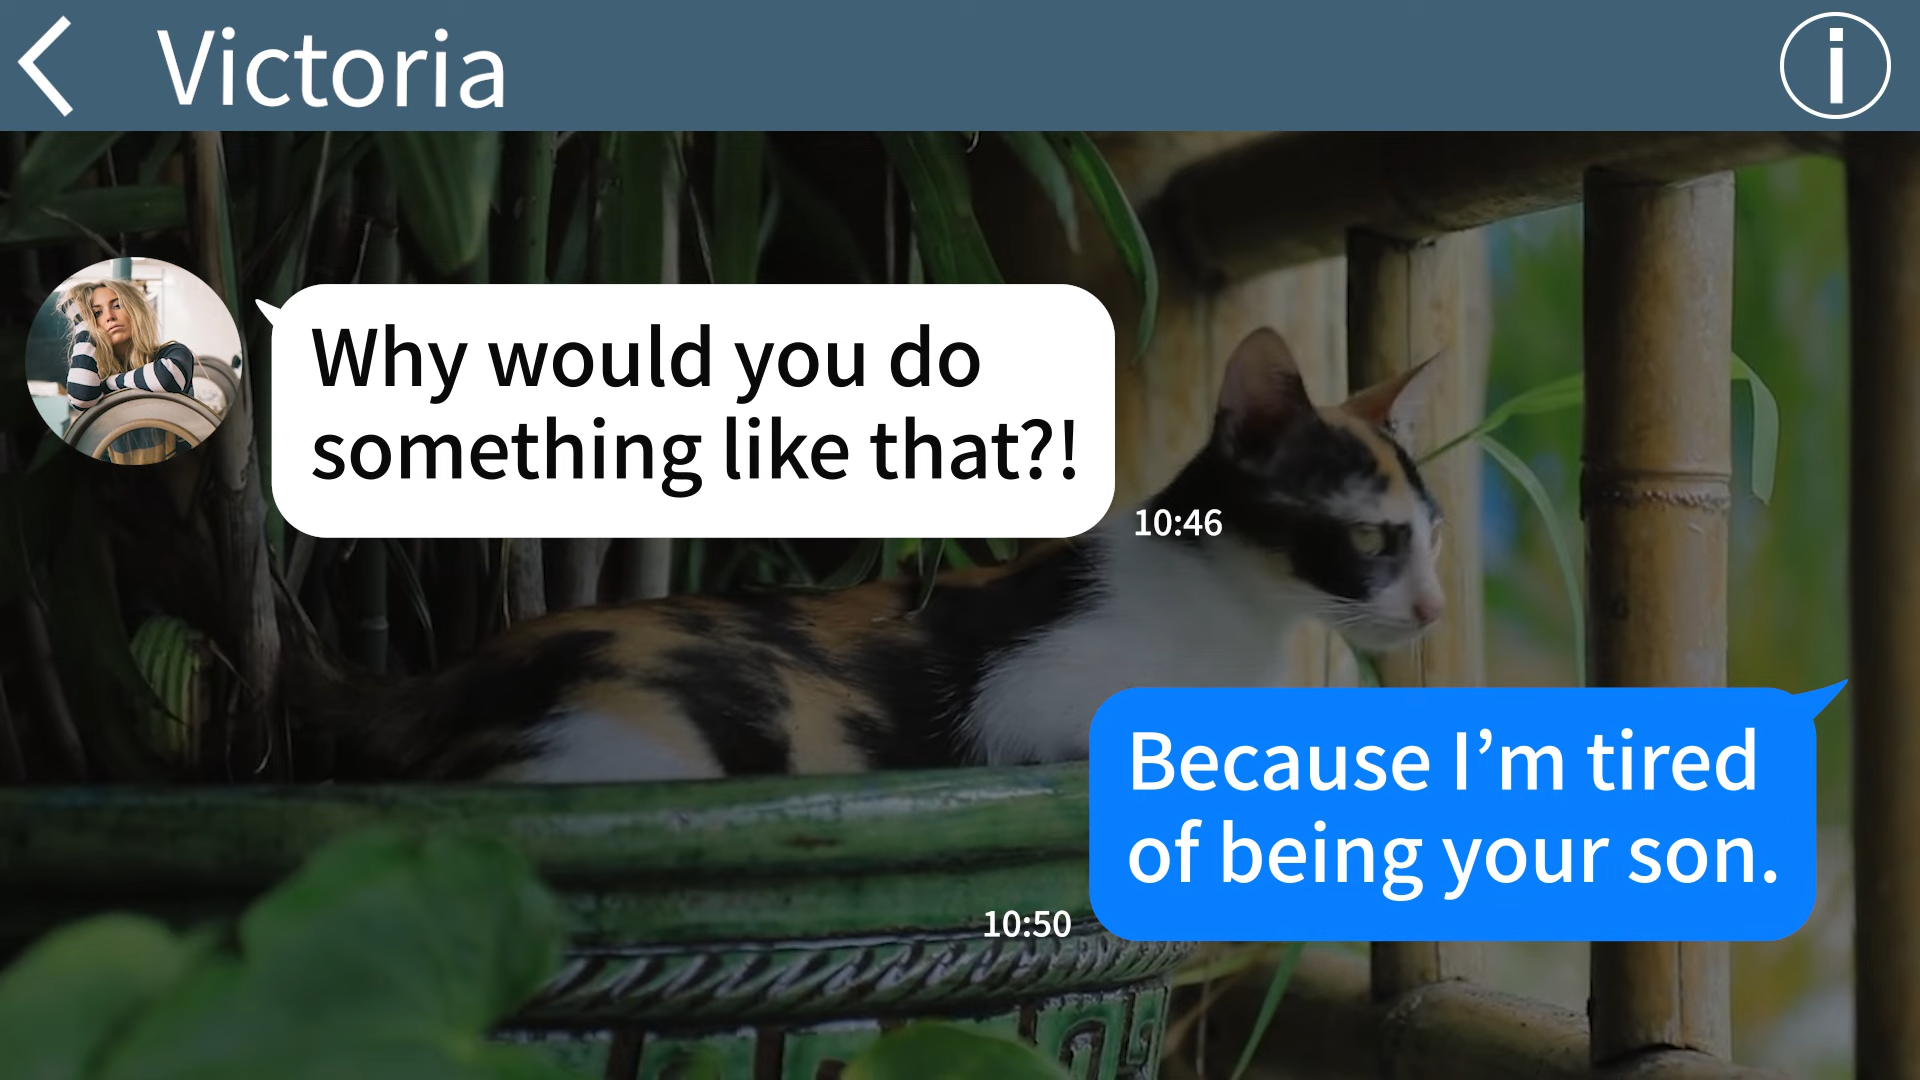 Victoria
i
Why would you do
something like that?!
10:46
Because I’m tired
of being your son.
10:50